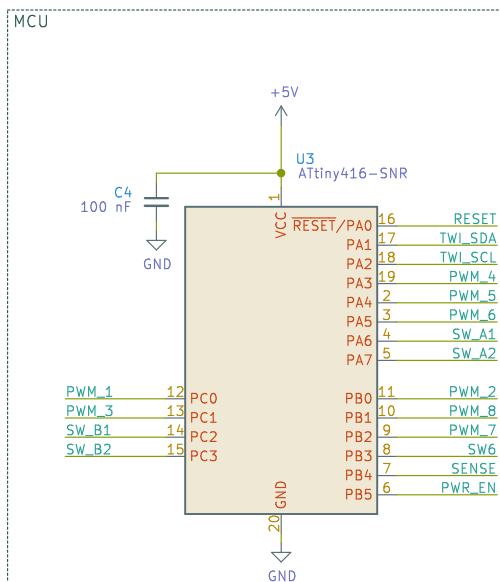 MCU
+5V
U3
ATtiny416-SNR
C4
100 nF
GND
1
VCC
RESET/PA0 16 RESET
PA1 17 TWI_SDA
PA2 18 TWI_SCL
PA3 19 PWM_4
PA4 2 PWM_5
PA5 3 PWM_6
PA6 4 SW_A1
PA7 5 SW_A2
PWM_1 12 PC0 PB0 11 PWM_2
PWM_3 13 PC1 PB1 10 PWM_8
SW_B1 14 PC2 PB2 9 PWM_7
SW_B2 15 PC3 PB3 8 SW6
PB4 7 SENSE
PB5 6 PWR_EN
GND
20
GND